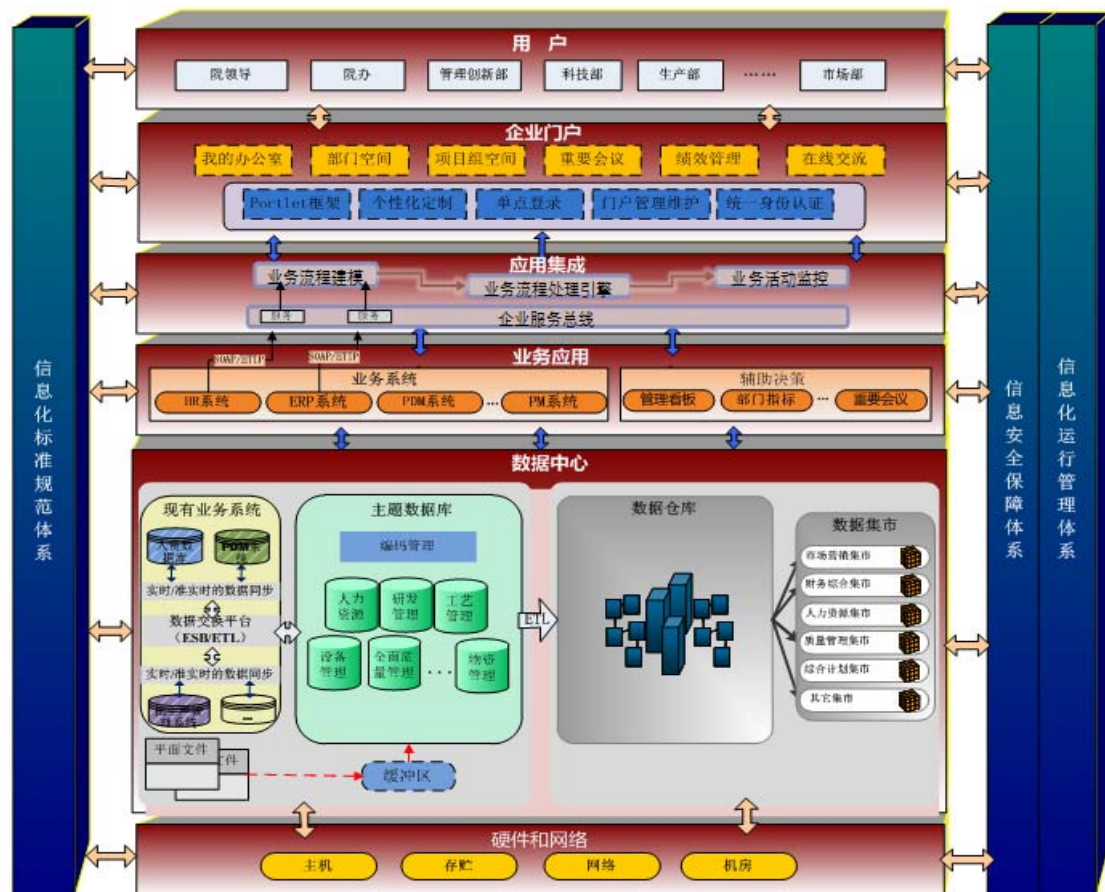 用 户
院领导
院办
管理创新部
科技部
生产部
……
市场部
企业门户
我的办公室
部门空间
项目组空间
重要会议
绩效管理
在线交流
Portlet框架
个性化定制
单点登录
门户管理维护
统一身份认证
应用集成
业务流程建模
业务流程处理引擎
业务活动监控
服务
服务
企业服务总线
SOAP/HTTP
SOAP/HTTP
业务应用
业务系统
HR系统
ERP系统
PDM系统
...
PM系统
辅助决策
管理看板
部门指标
...
重要会议
数据中心
现有业务系统
实时/准实时的数据同步
数据交换平台
（ESB/ETL）
实时/准实时的数据同步
平面文件
主题数据库
编码管理
人力
资源
研发
管理
工艺
管理
设备
管理
全面质
量管理
...
物资
管理
缓冲区
ETL
数据仓库
数据集市
市场营销集市
财务综合集市
人力资源集市
质量管理集市
综合计划集市
其它集市
硬件和网络
主机
存贮
网络
机房
信息化标准规范体系
信息安全保障体系
信息化运行管理体系